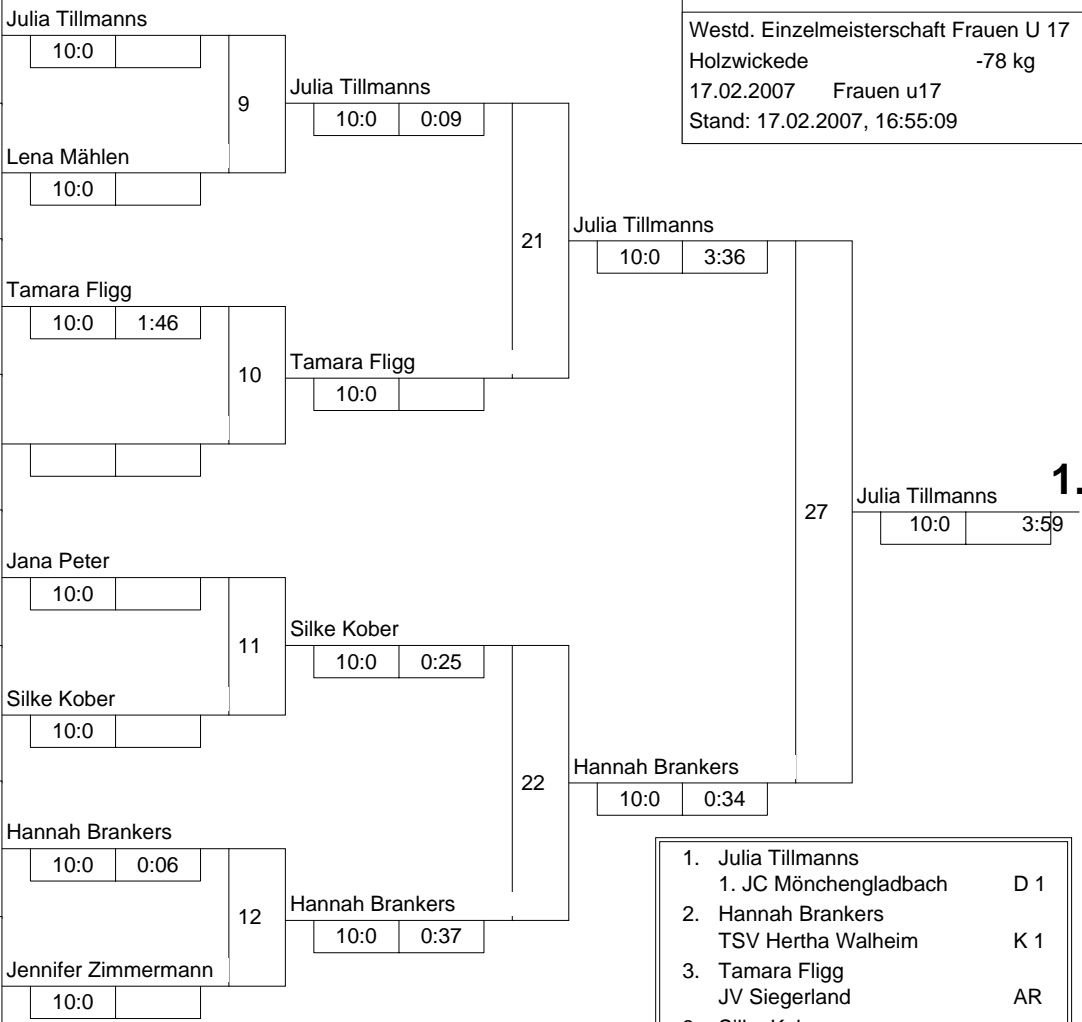 Westd. Einzelmeisterschaft Frauen U 17
Holzwickede -78 kg
17.02.2007 Frauen u17
Stand: 17.02.2007, 16:55:09
Julia Tillmanns
10:0
9
Lena Mählen
10:0
Julia Tillmanns
10:0 0:09
21
Tamara Fligg
10:0 1:46
10
Tamara Fligg
10:0
Julia Tillmanns
10:0 3:36
27
Julia Tillmanns 1.
10:0 3:59
Jana Peter
10:0
11
Silke Kober
10:0
Silke Kober
10:0 0:25
22
Hannah Brankers
10:0 0:06
12
Jennifer Zimmermann
10:0
Hannah Brankers
10:0 0:37
Hannah Brankers
10:0 0:34
1. Julia Tillmanns
1. JC Mönchengladbach D 1
2. Hannah Brankers
TSV Hertha Walheim K 1
3. Tamara Fligg
JV Siegerland AR